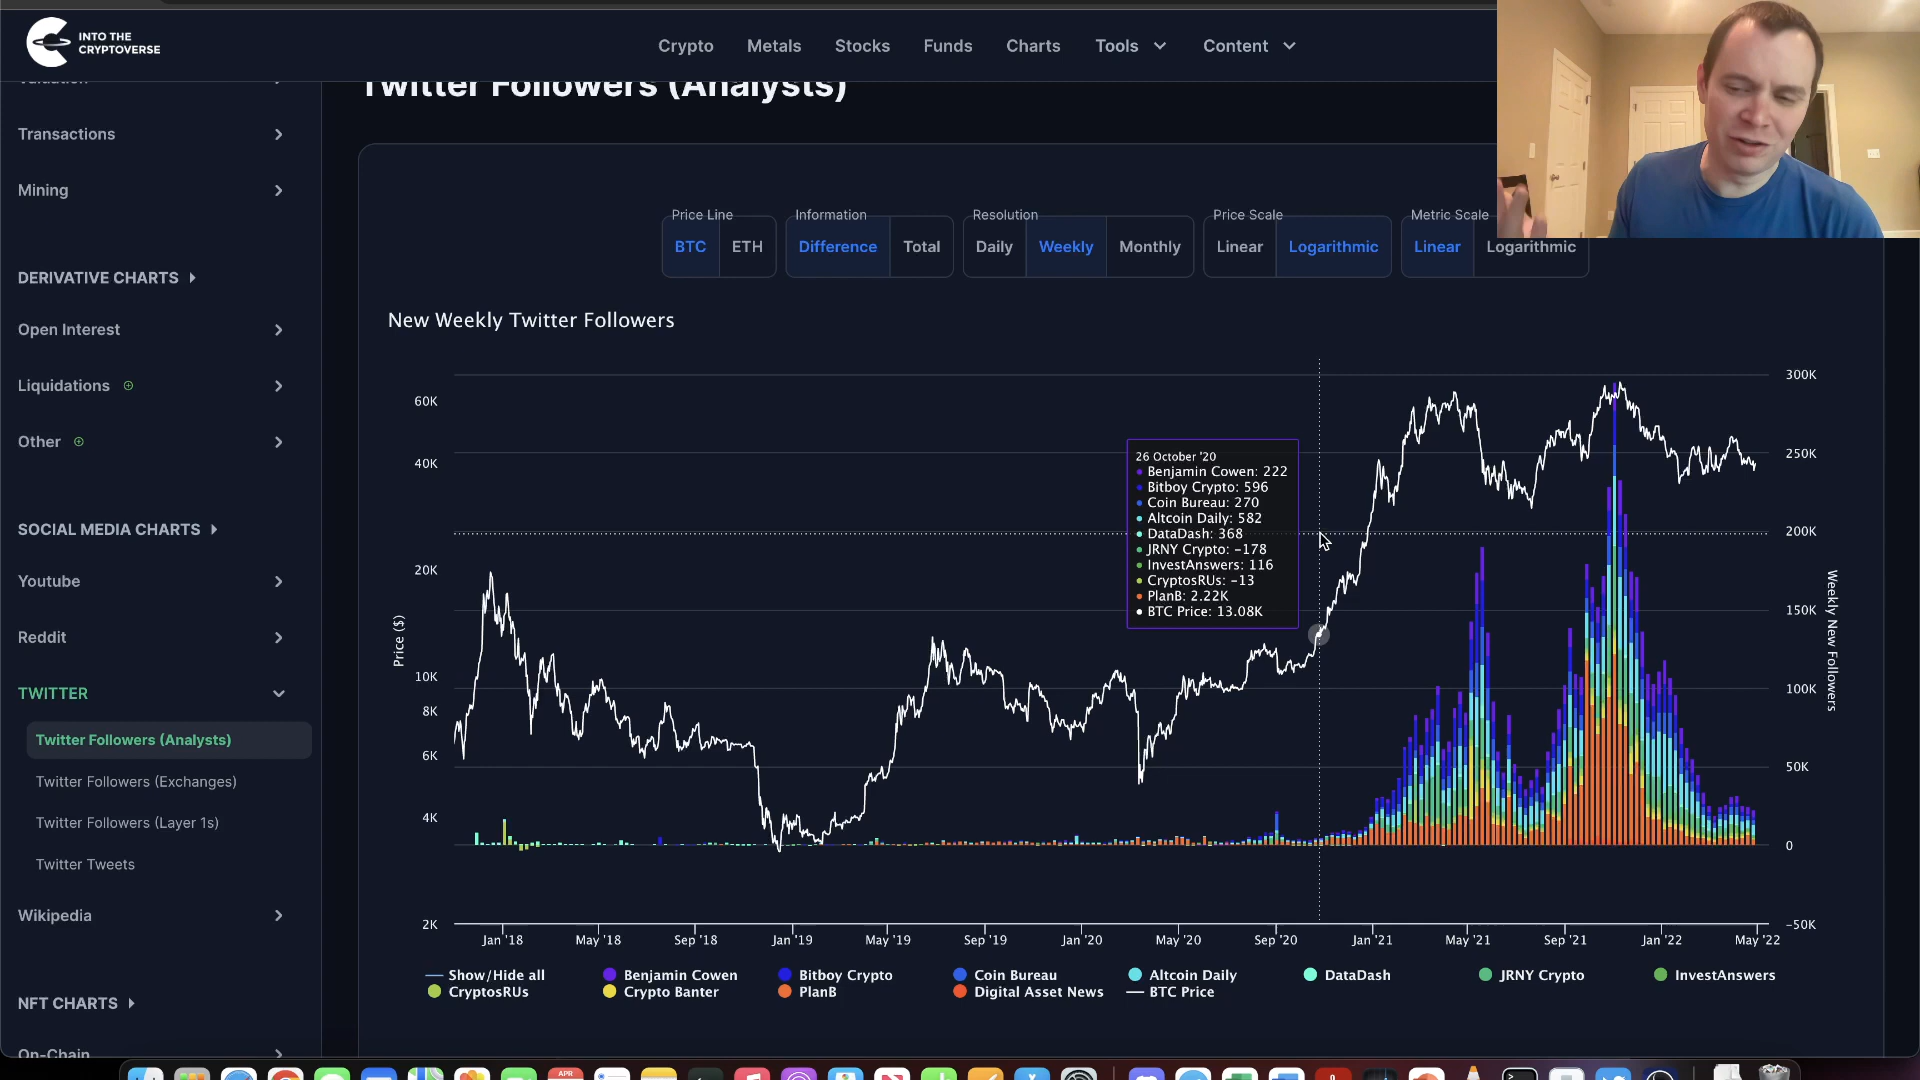 INTO THE
CRYPTOVERSE
Crypto
Metals
Stocks
Funds
Charts
Tools
Content
Valuation
Transactions
Mining
DERIVATIVE CHARTS
Open Interest
Liquidations
Other
SOCIAL MEDIA CHARTS
Youtube
Reddit
TWITTER
Twitter Followers (Analysts)
Twitter Followers (Exchanges)
Twitter Followers (Layer 1s)
Twitter Tweets
Wikipedia
NFT CHARTS
On-Chain
Twitter Followers (Analysts)
Price Line
BTC
ETH
Information
Difference
Total
Resolution
Daily
Weekly
Monthly
Price Scale
Linear
Logarithmic
Metric Scale
Linear
Logarithmic
New Weekly Twitter Followers
60K
40K
20K
10K
8K
6K
4K
2K
Price ($)
26 October '20
Benjamin Cowen: 222
Bitboy Crypto: 596
Coin Bureau: 270
Altcoin Daily: 582
DataDash: 368
JRNY Crypto: -178
InvestAnswers: 116
CryptosRUs: -13
PlanB: 2.22K
BTC Price: 13.08K
300K
250K
200K
150K
100K
50K
0
-50K
Weekly New Followers
Jan '18
May '18
Sep '18
Jan '19
May '19
Sep '19
Jan '20
May '20
Sep '20
Jan '21
May '21
Sep '21
Jan '22
May '22
Show/Hide all
Benjamin Cowen
Bitboy Crypto
Coin Bureau
Altcoin Daily
DataDash
JRNY Crypto
InvestAnswers
CryptosRUs
Crypto Banter
PlanB
Digital Asset News
BTC Price
APR